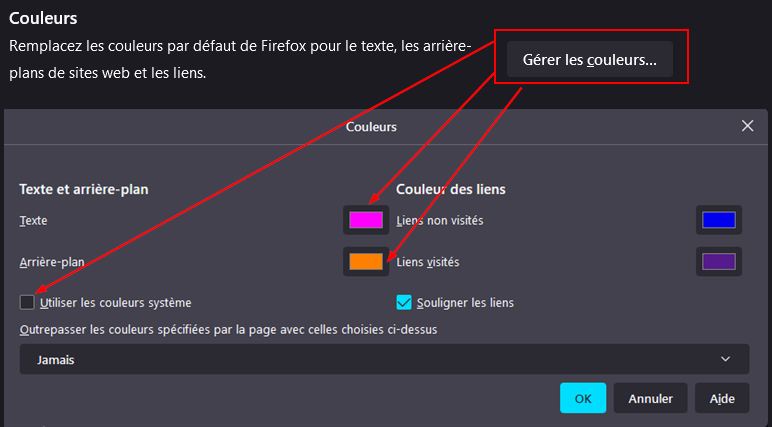 Couleurs
Remplacez les couleurs par défaut de Firefox pour le texte, les arrière-
plans de sites web et les liens.
Gérer les couleurs...
Couleurs
Texte et arrière-plan
Couleur des liens
Texte
Liens non visités
Arrière-plan
Liens visités
Utiliser les couleurs système
Souligner les liens
Outrepasser les couleurs spécifiées par la page avec celles choisies ci-dessus
Jamais
OK
Annuler
Aide